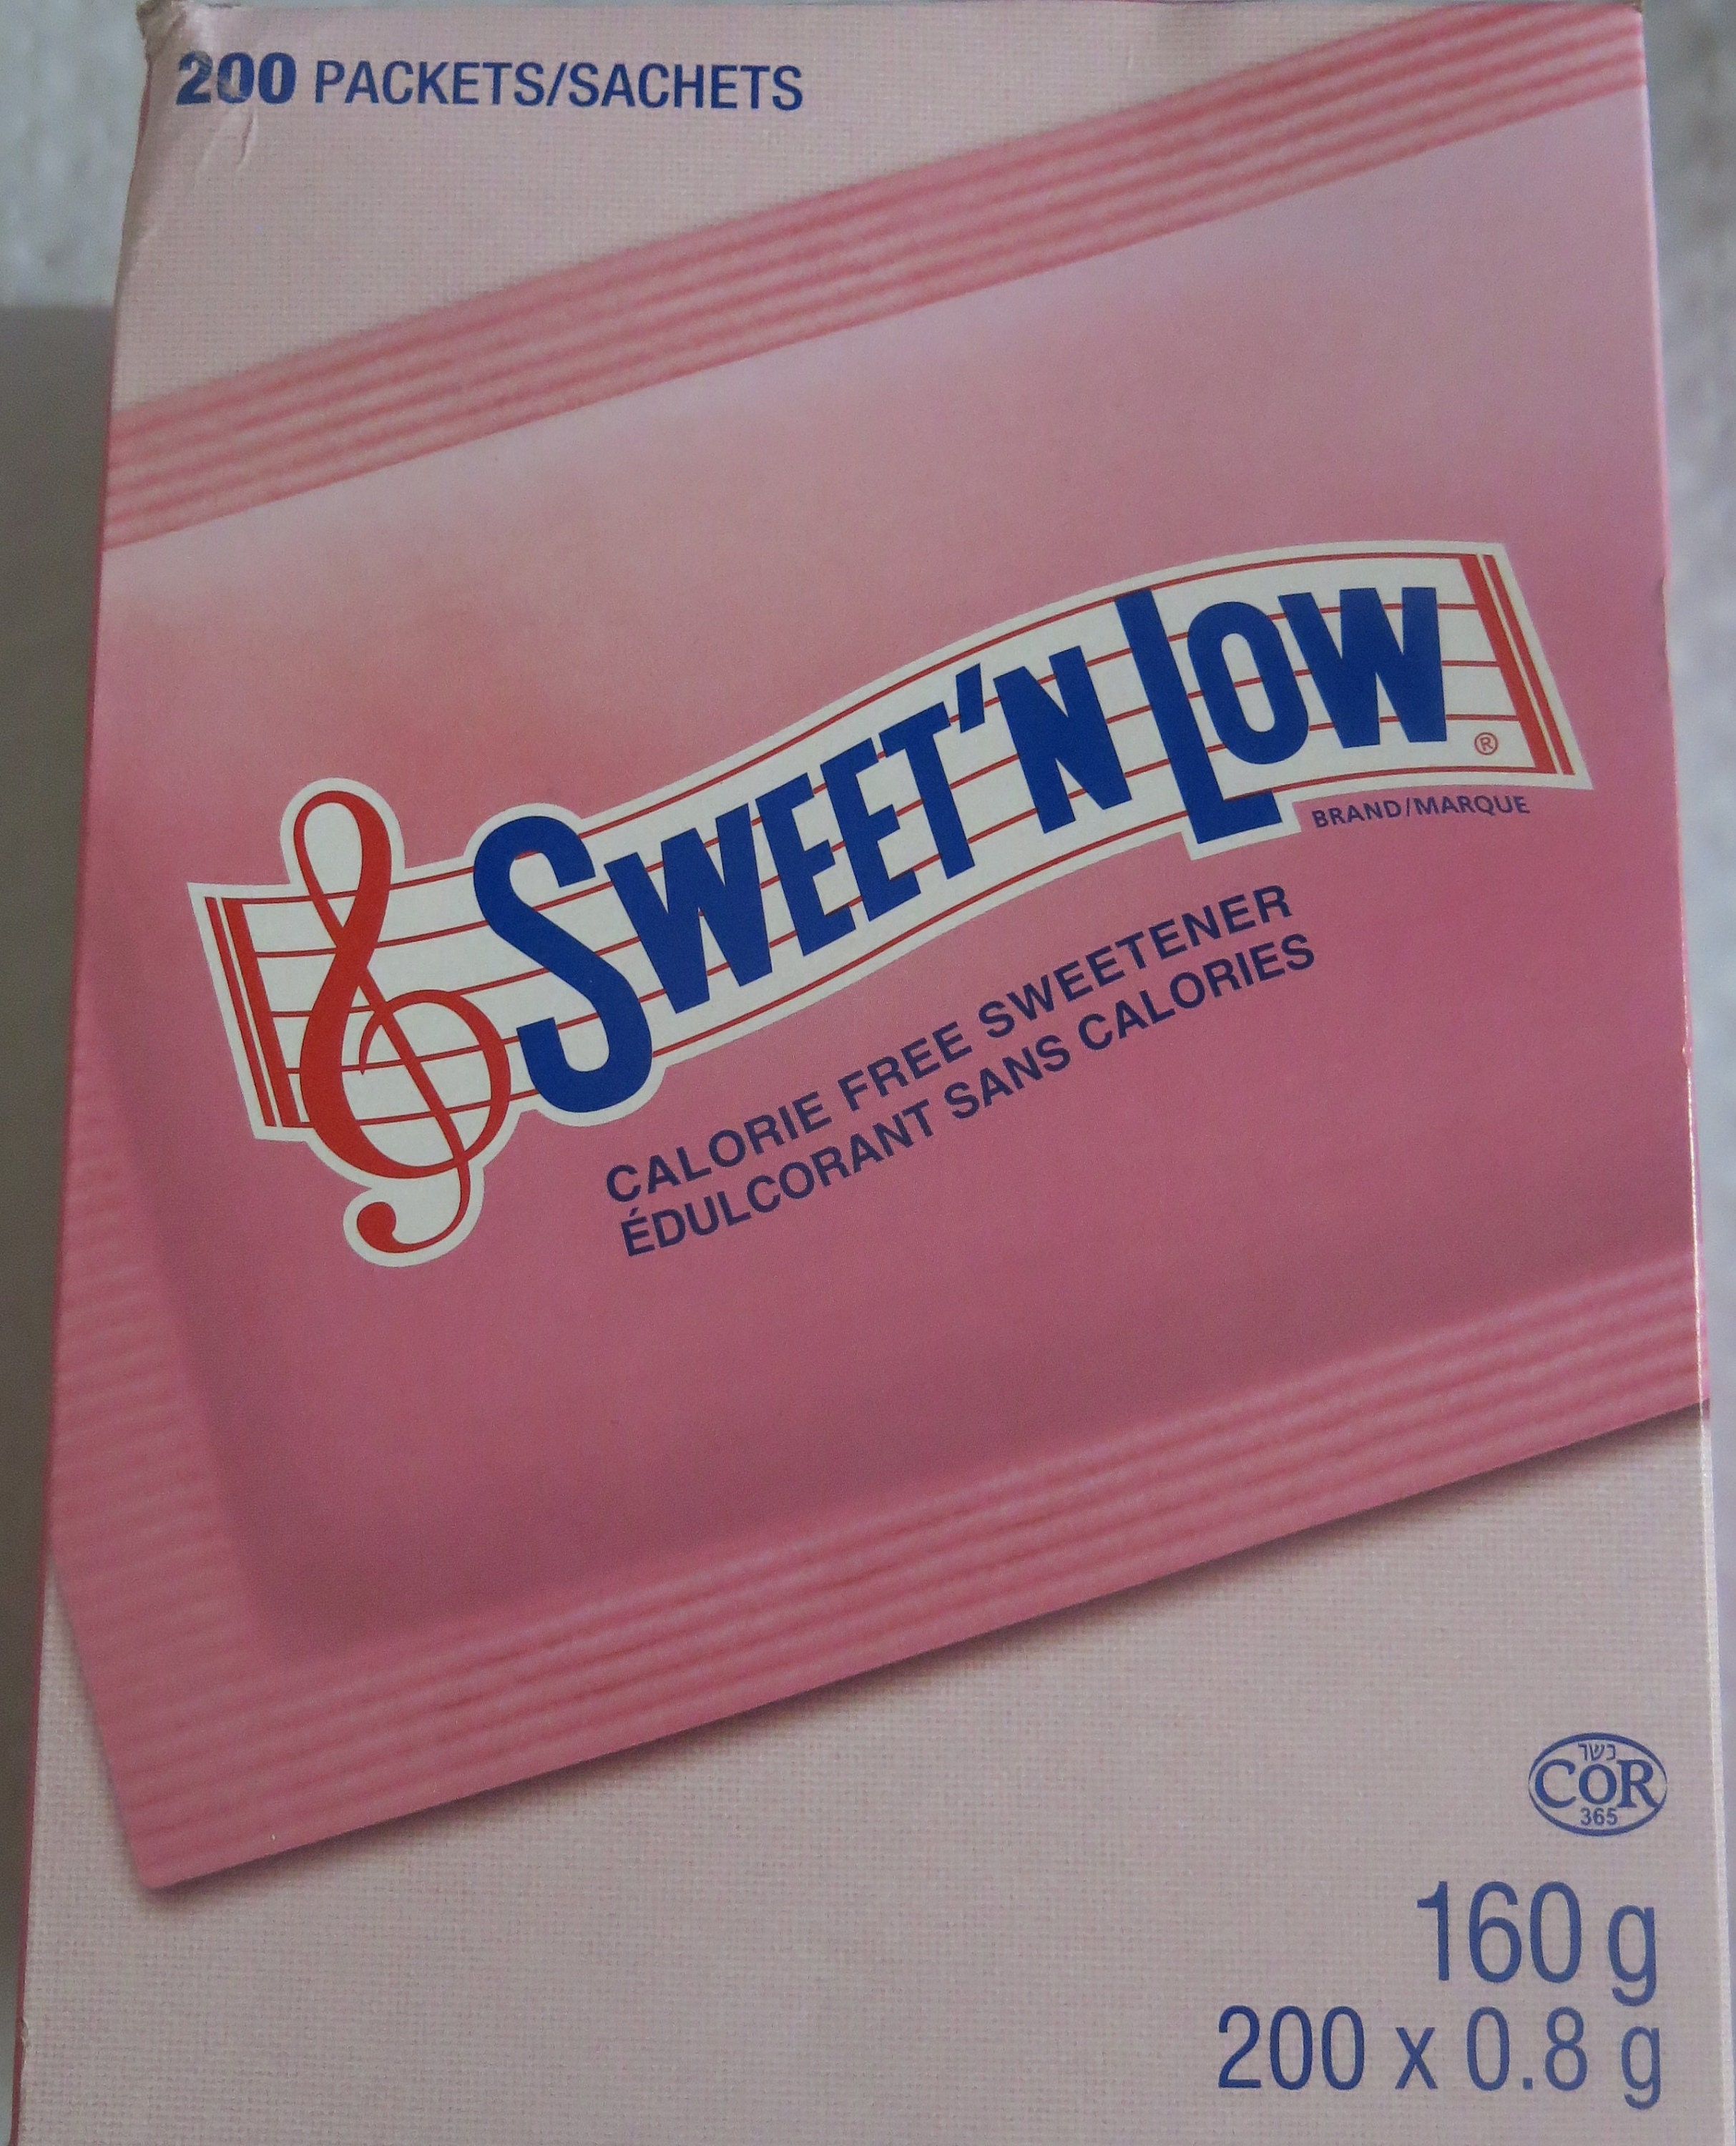 200 PACKETS/SACHETS
SWEET'N LOW ®
BRAND/MARQUE
CALORIE FREE SWEETENER
ÉDULCORANT SANS CALORIES
כשר
COR
365
160 g
200 x 0.8 g